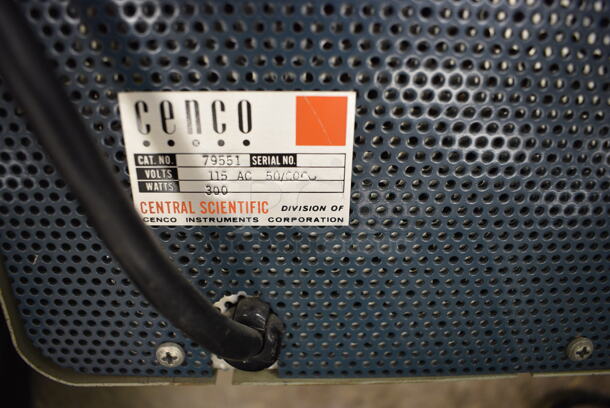 cenco
CAT. NO. 79551 SERIAL NO.
VOLTS 115 AC
WATTS 300
CENTRAL SCIENTIFIC DIVISION OF
CENCO INSTRUMENTS CORPORATION